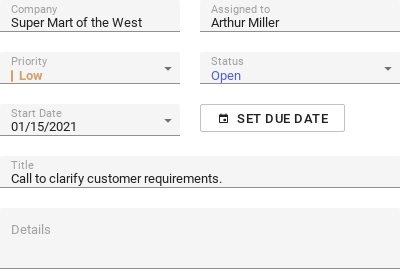 Company
Super Mart of the West
Assigned to
Arthur Miller
Priority
Low
Status
Open
Start Date
01/15/2021
SET DUE DATE
Title
Call to clarify customer requirements.
Details